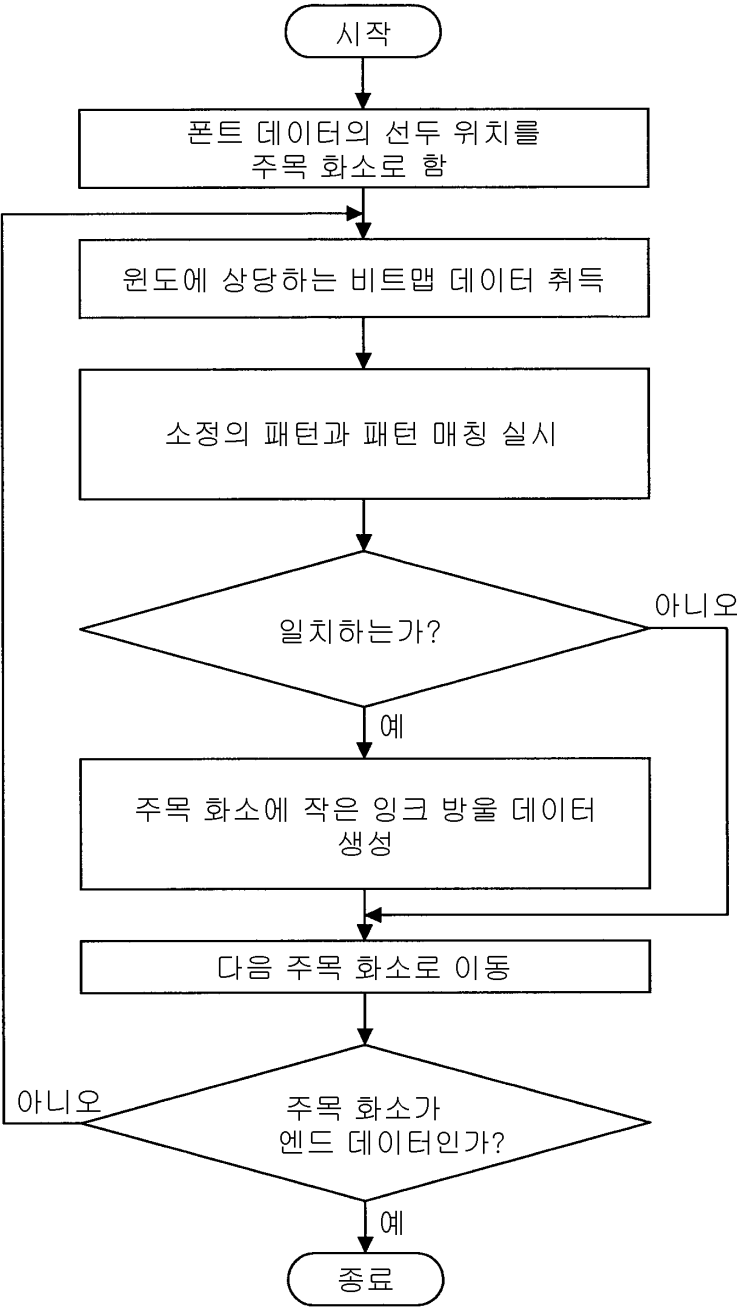 시작
폰트 데이터의 선두 위치를
주목 화소로 함
윈도에 상당하는 비트맵 데이터 취득
소정의 패턴과 패턴 매칭 실시
일치하는가?
아니오
예
주목 화소에 작은 잉크 방울 데이터
생성
다음 주목 화소로 이동
아니오
주목 화소가
엔드 데이터인가?
예
종료